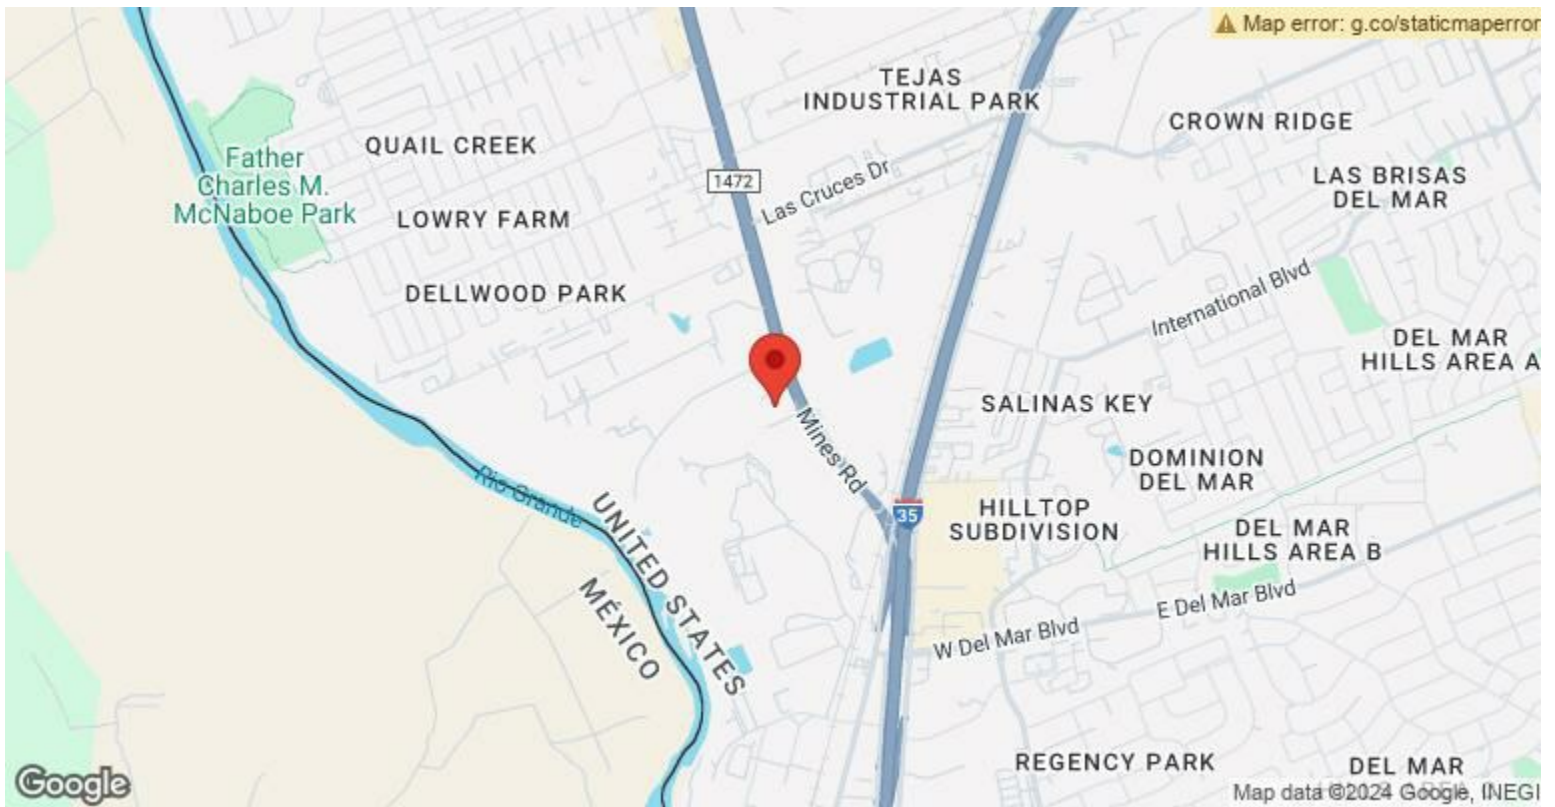 Map error: g.co/staticmaperror
TEJAS
INDUSTRIAL PARK
CROWN RIDGE
QUAIL CREEK
Father
Charles M.
McNaboe Park
1472
Las Cruces Dr
LAS BRISAS
DEL MAR
LOWRY FARM
DELLWOOD PARK
International Blvd
DEL MAR
HILLS AREA A
SALINAS KEY
Mines Rd
DOMINION
DEL MAR
Rio Grande
UNITED STATES
MÉXICO
35
HILLTOP
SUBDIVISION
DEL MAR
HILLS AREA B
E Del Mar Blvd
W Del Mar Blvd
REGENCY PARK
DEL MAR
Google
Map data ©2024 Google, INEGI